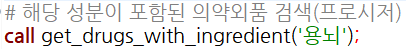 # 해당 성분이 포함된 의약외품 검색(프로시저)
call get_drugs_with_ingredient('용뇌');